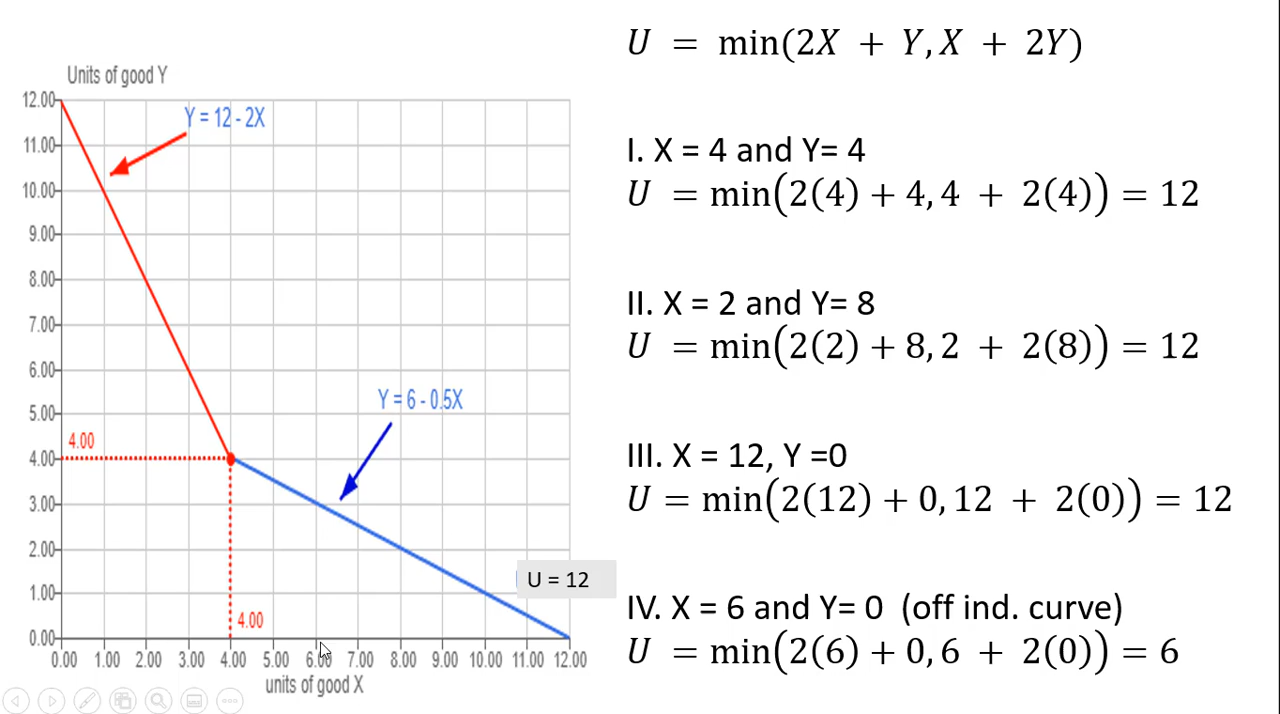 Units of good Y
12.00
11.00
10.00
9.00
8.00
7.00
6.00
5.00
4.00
3.00
2.00
1.00
0.00
Y = 12 - 2X
Y = 6 - 0.5X
4.00
4.00
U = 12
0.00 1.00 2.00 3.00 4.00 5.00 6.00 7.00 8.00 9.00 10.00 11.00 12.00
units of good X
U = min(2X + Y, X + 2Y)
I. X = 4 and Y= 4
U = min(2(4) + 4, 4 + 2(4)) = 12
II. X = 2 and Y= 8
U = min(2(2) + 8, 2 + 2(8)) = 12
III. X = 12, Y =0
U = min(2(12) + 0, 12 + 2(0)) = 12
IV. X = 6 and Y= 0 (off ind. curve)
U = min(2(6) + 0, 6 + 2(0)) = 6